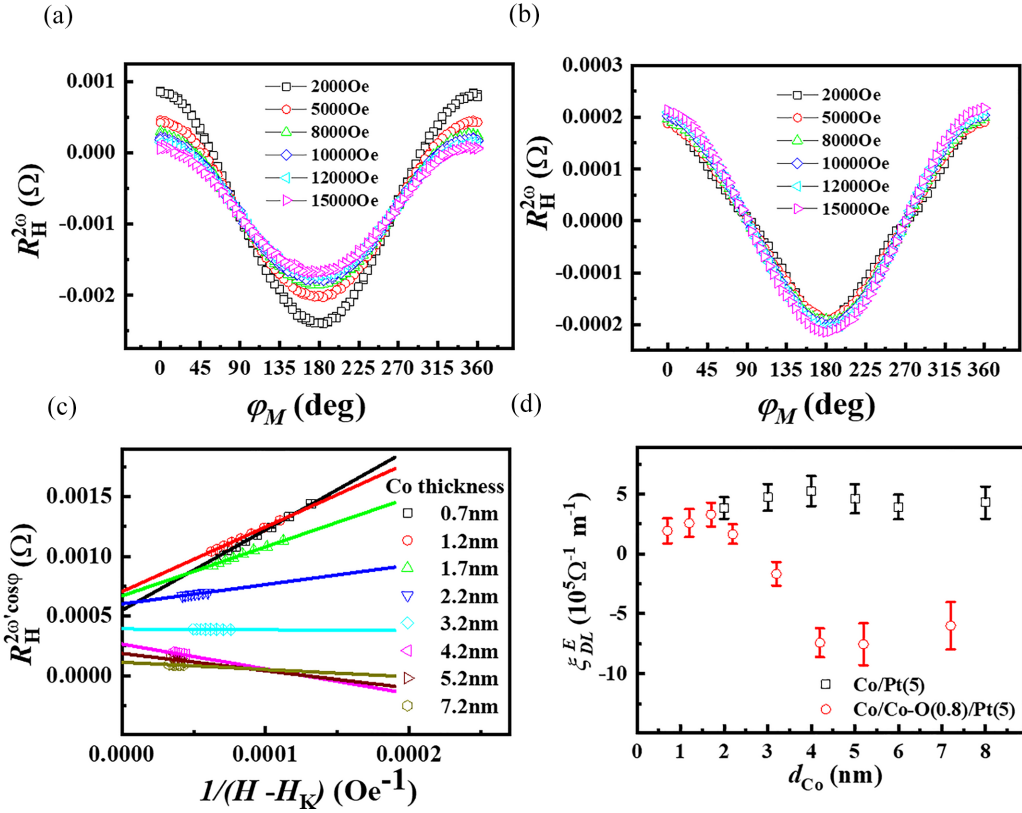 (a)
0.001
0.000
-0.001
-0.002
R_H^2ω (Ω)
2000Oe
5000Oe
8000Oe
10000Oe
12000Oe
15000Oe
0 45 90 135 180 225 270 315 360
φ_M (deg)
(b)
0.0003
0.0002
0.0001
0.0000
-0.0001
-0.0002
R_H^2ω (Ω)
2000Oe
5000Oe
8000Oe
10000Oe
12000Oe
15000Oe
0 45 90 135 180 225 270 315 360
φ_M (deg)
(c)
0.0015
0.0010
0.0005
0.0000
R_H^2ω'cosφ (Ω)
Co thickness
0.7nm
1.2nm
1.7nm
2.2nm
3.2nm
4.2nm
5.2nm
7.2nm
0.0000 0.0001 0.0002
1/(H -H_K) (Oe^-1)
(d)
5
0
-5
-10
ξ_DL^E (10^5Ω^-1 m^-1)
Co/Pt(5)
Co/Co-O(0.8)/Pt(5)
0 1 2 3 4 5 6 7 8
d_Co (nm)